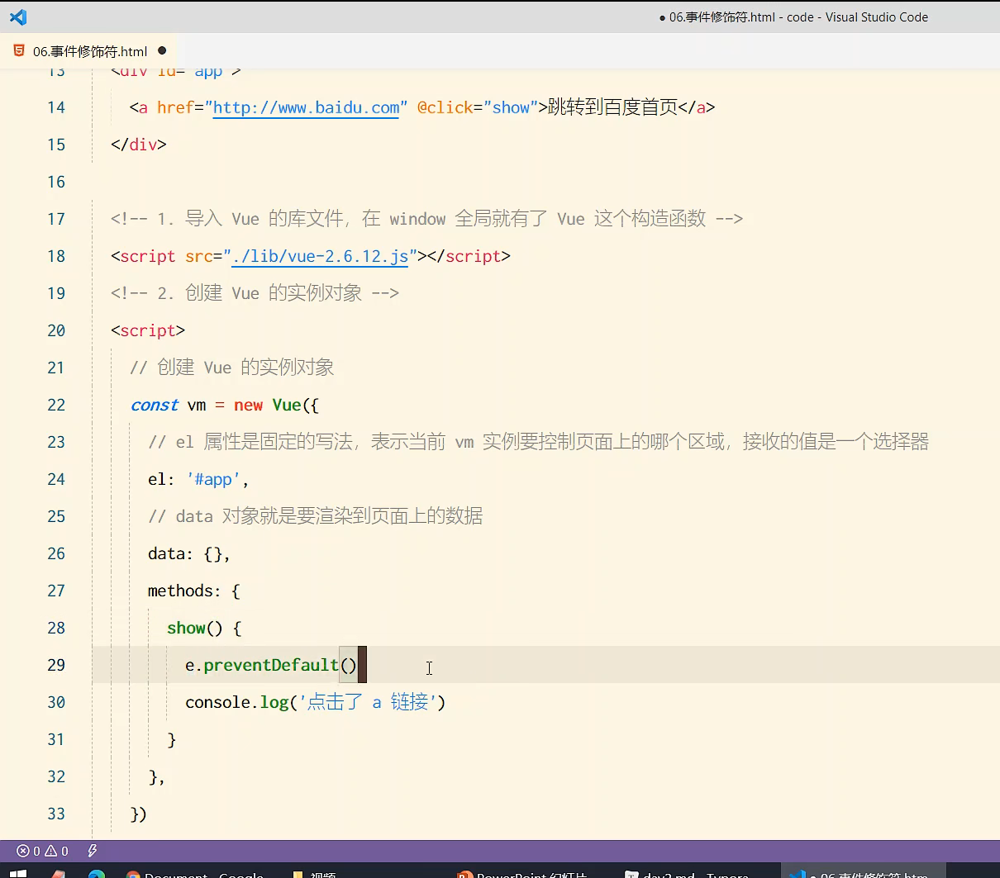 ● 06.事件修饰符.html - code - Visual Studio Code
06.事件修饰符.html ●
13 <div id="app">
14 <a href="http://www.baidu.com" @click="show">跳转到百度首页</a>
15 </div>
16
17 <!-- 1. 导入 Vue 的库文件，在 window 全局就有了 Vue 这个构造函数 -->
18 <script src="./lib/vue-2.6.12.js"></script>
19 <!-- 2. 创建 Vue 的实例对象 -->
20 <script>
21 // 创建 Vue 的实例对象
22 const vm = new Vue({
23 // el 属性是固定的写法，表示当前 vm 实例要控制页面上的哪个区域，接收的值是一个选择器
24 el: '#app',
25 // data 对象就是要渲染到页面上的数据
26 data: {},
27 methods: {
28 show() {
29 e.preventDefault()
30 console.log('点击了 a 链接')
31 }
32 },
33 })
0 0
Document - Google 视频 PowerPoint 幻灯片 day2.md - Typora ● 06.事件修饰符.htm